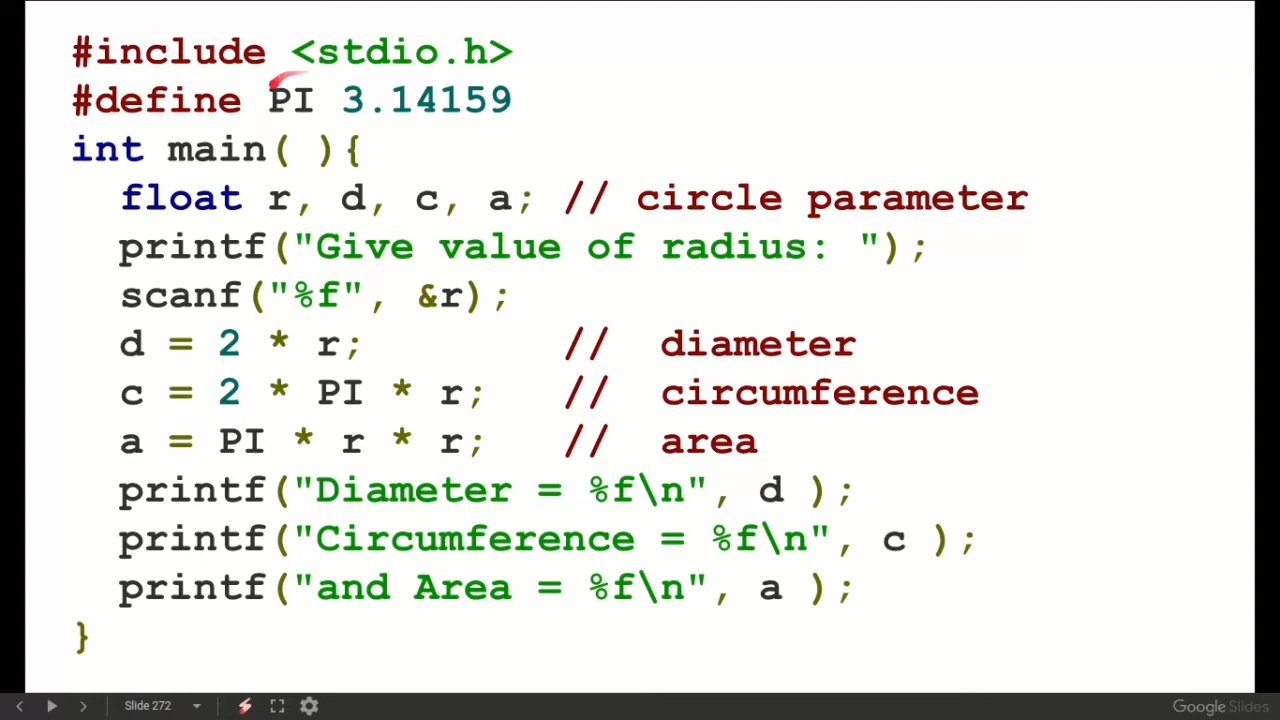 #include <stdio.h>
#define PI 3.14159
int main( ){
  float r, d, c, a; // circle parameter
  printf("Give value of radius: ");
  scanf("%f", &r);
  d = 2 * r;        //  diameter
  c = 2 * PI * r;   //  circumference
  a = PI * r * r;   //  area
  printf("Diameter = %f\n", d );
  printf("Circumference = %f\n", c );
  printf("and Area = %f\n", a );
}
Slide 272
Google Slides